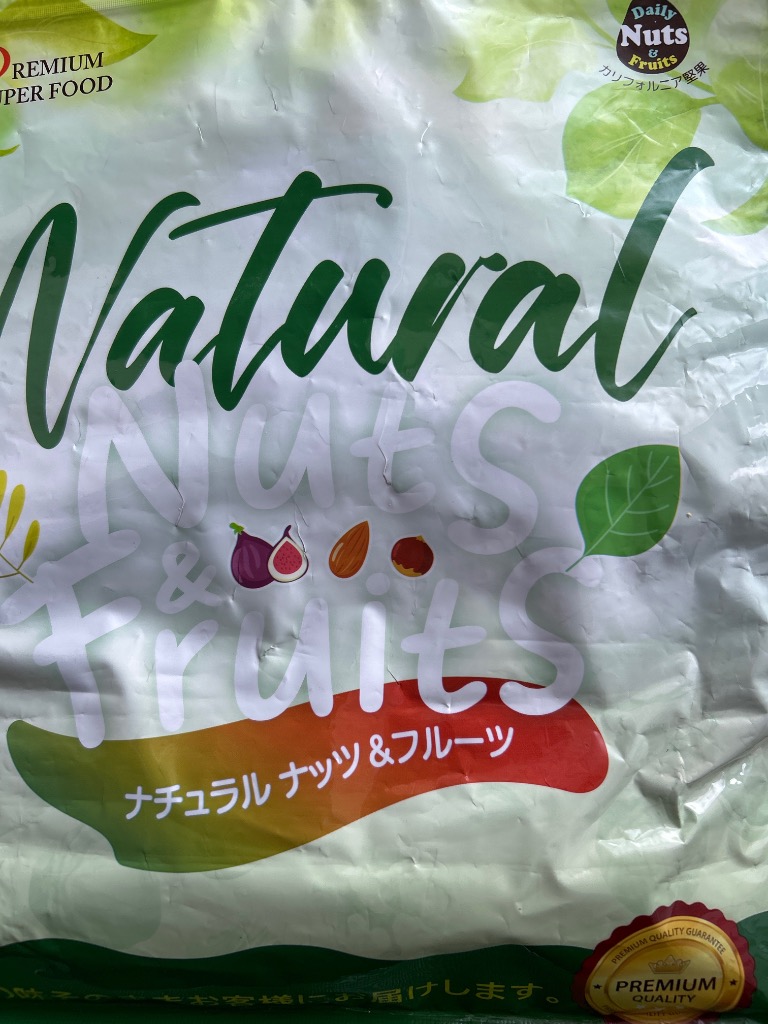 PREMIUM
SUPER FOOD
Daily
Nuts
&
Fruits
カリフォルニア堅果
Natural
Nuts
&
Fruits
ナチュラル ナッツ &フルーツ
お客様にお届けします。
PREMIUM QUALITY GUARANTEE
PREMIUM
QUALITY